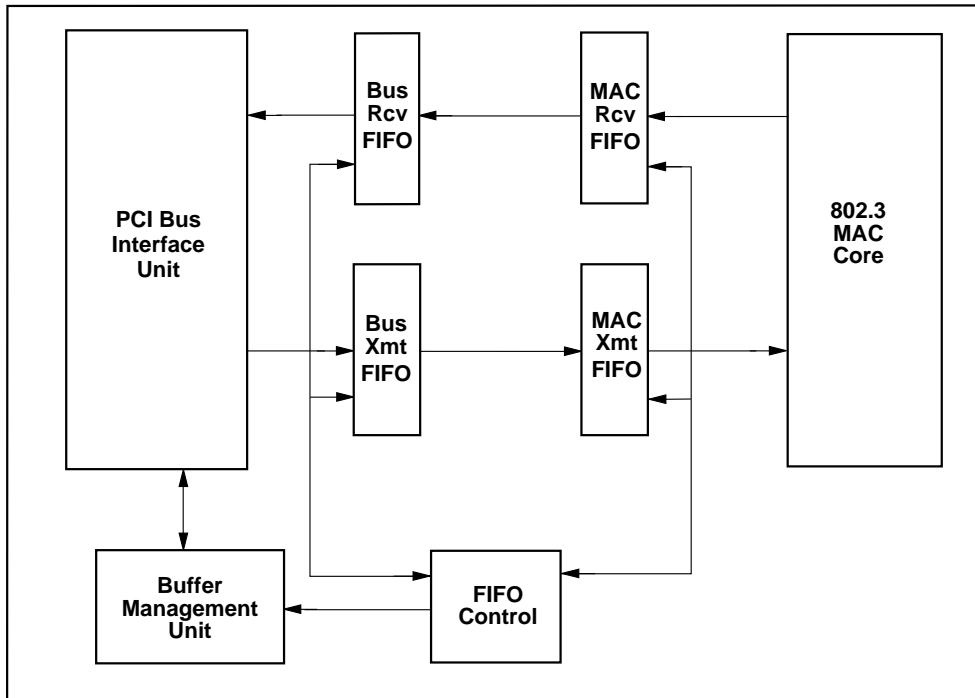 Bus
Rcv
FIFO
MAC
Rcv
FIFO
PCI Bus
Interface
Unit
802.3
MAC
Core
Bus
Xmt
FIFO
MAC
Xmt
FIFO
Buffer
Management
Unit
FIFO
Control